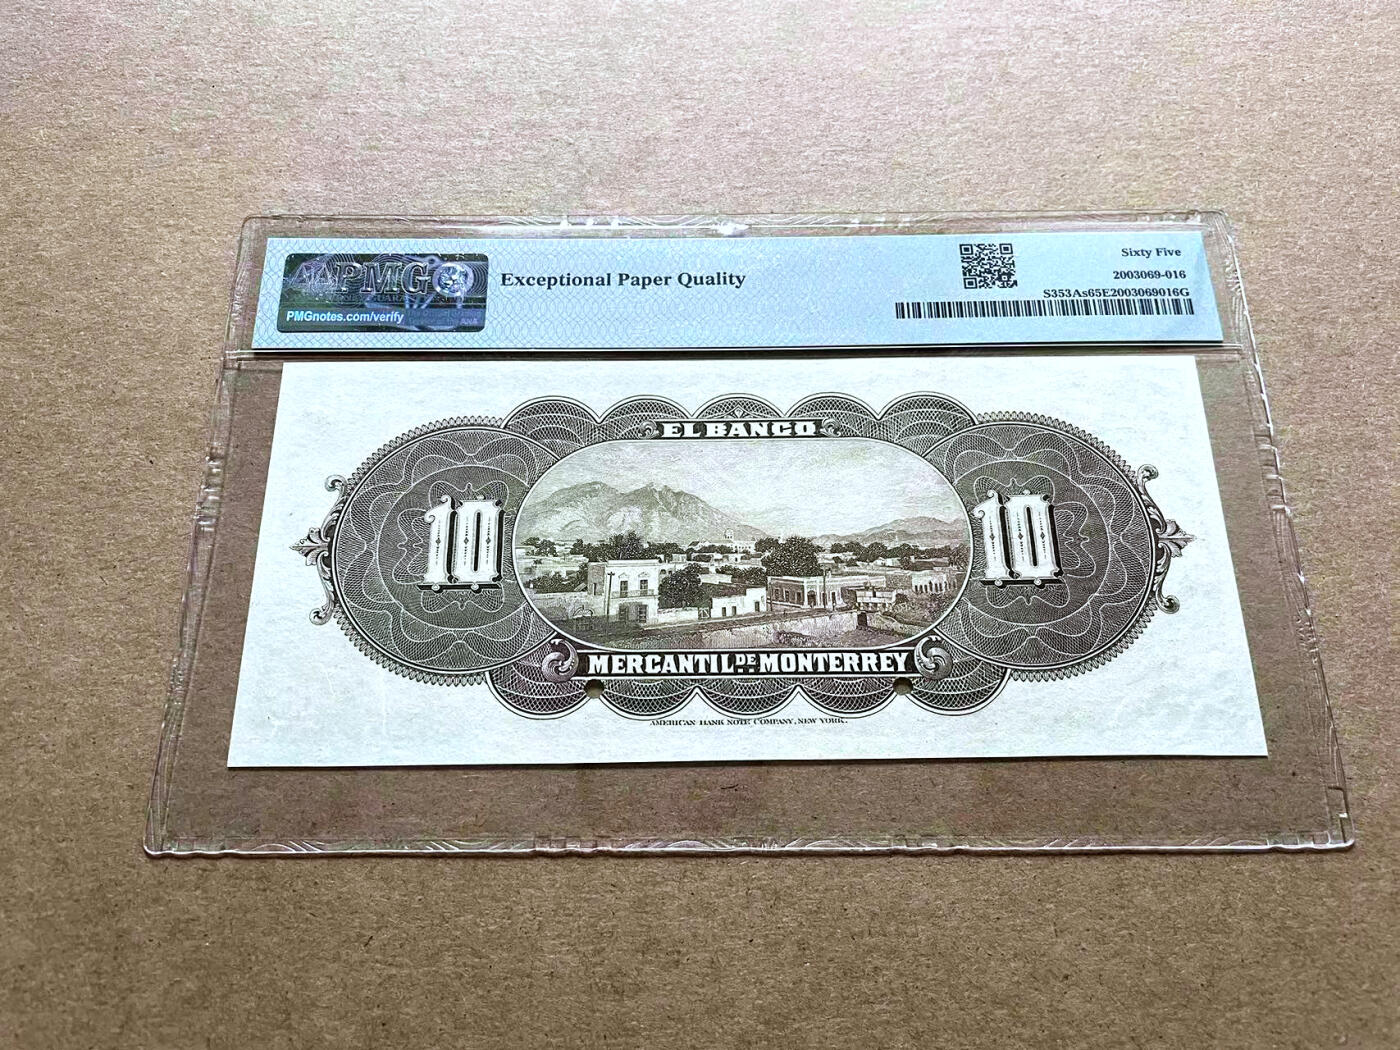 PMG
PMGnotes.com/verify
Exceptional Paper Quality
Sixty Five
2003069-016
S353As65E2003069016G
EL BANCO
10
10
MERCANTIL DE MONTERREY
AMERICAN BANK NOTE COMPANY, NEW YORK.